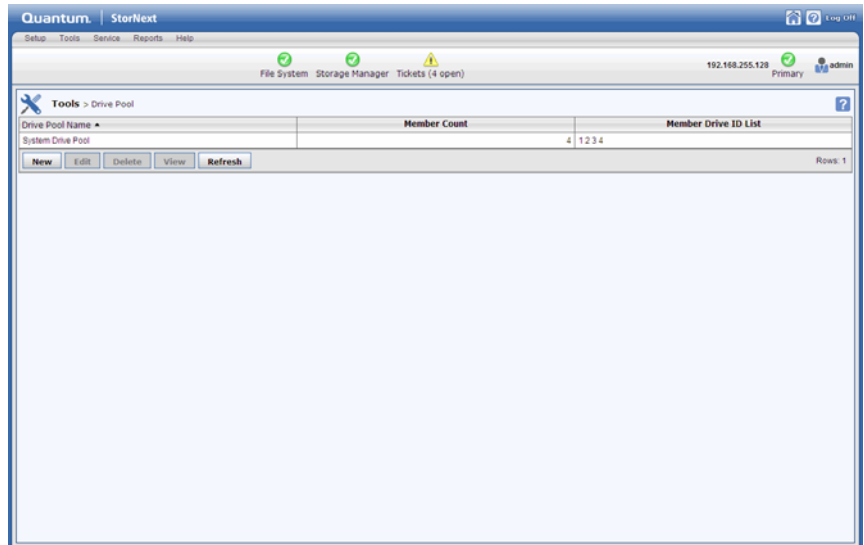 Quantum. | StorNext Log Off
Setup Tools Service Reports Help
File System Storage Manager Tickets (4 open) 192.168.255.128 Primary admin
Tools > Drive Pool ?
Drive Pool Name Member Count Member Drive ID List
System Drive Pool 4 1 2 3 4
New Edit Delete View Refresh Rows: 1